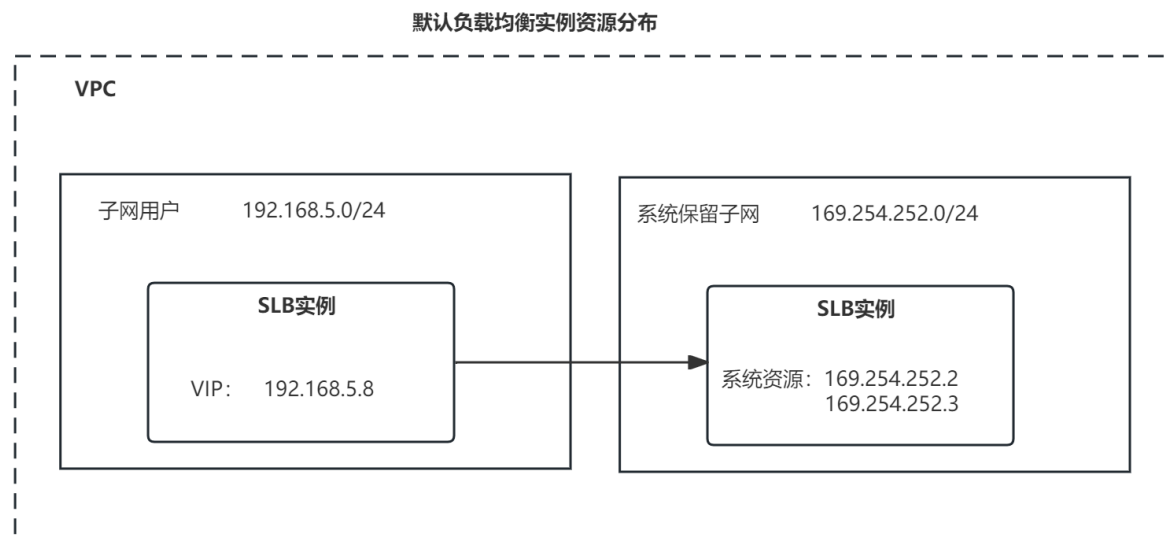 默认负载均衡实例资源分布
VPC
子网用户 192.168.5.0/24
系统保留子网 169.254.252.0/24
SLB实例
VIP： 192.168.5.8
SLB实例
系统资源：169.254.252.2
169.254.252.3